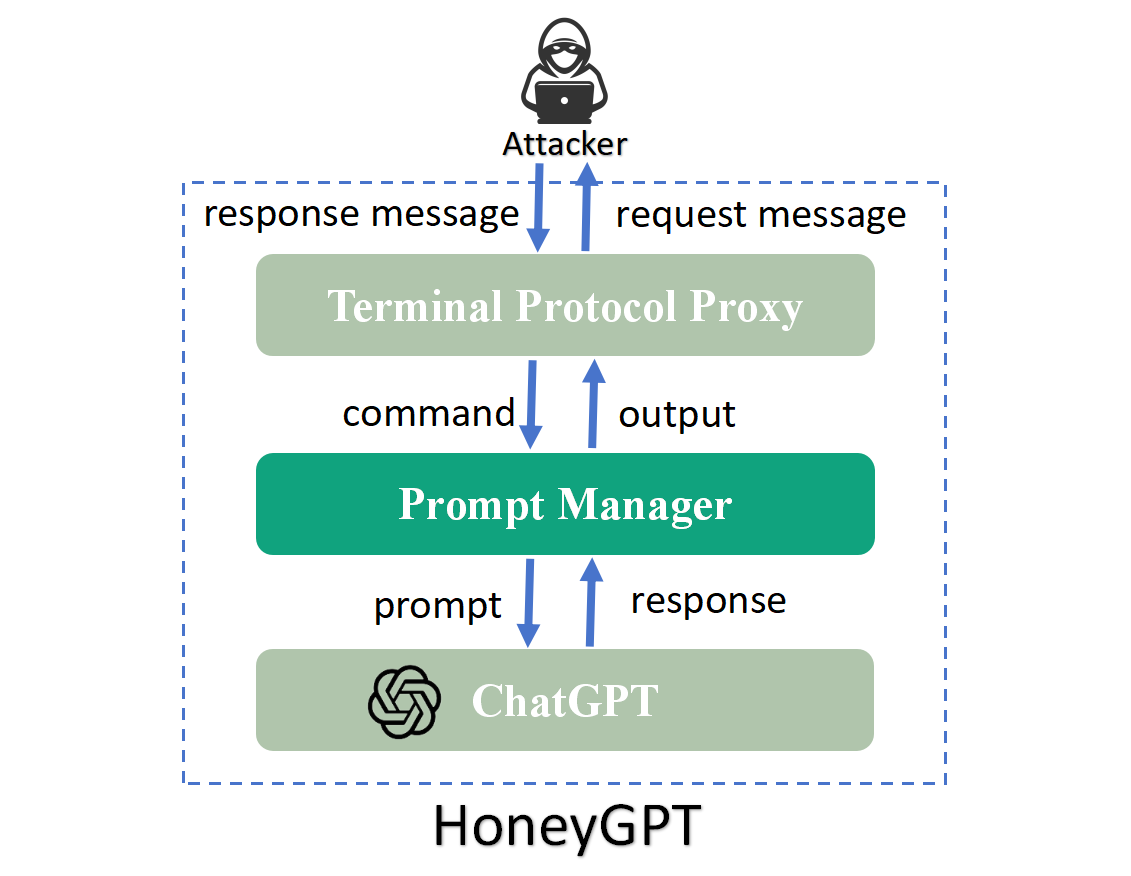 Attacker
response message
request message
Terminal Protocol Proxy
command
output
Prompt Manager
prompt
response
ChatGPT
HoneyGPT